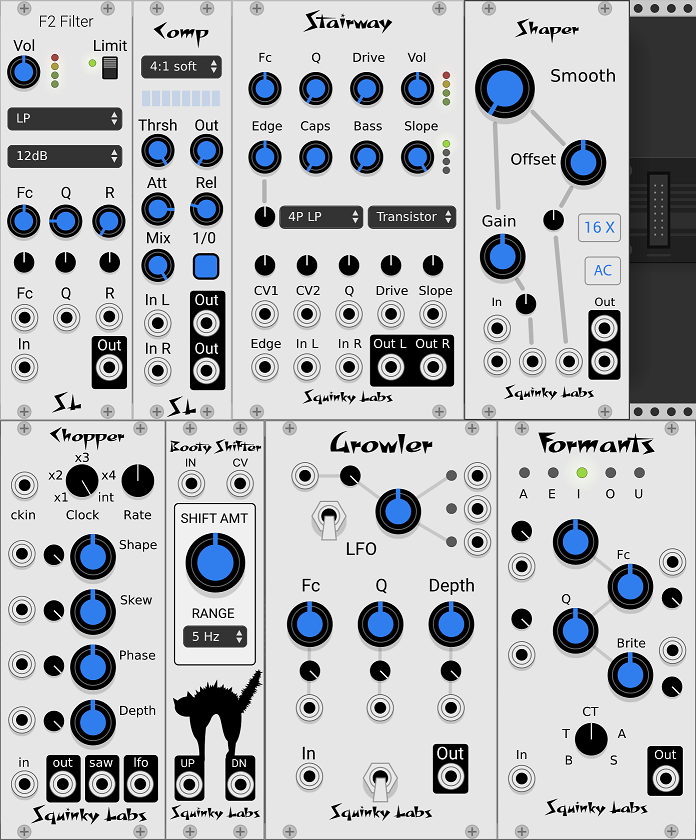 F2 Filter
Vol Limit
LP
12dB
Fc Q R
Fc Q R
In Out
SL
Comp
4:1 soft
Thrsh Out
Att Rel
Mix 1/0
In L Out
In R Out
SL
Stairway
Fc Q Drive Vol
Edge Caps Bass Slope
4P LP Transistor
CV1 CV2 Q Drive Slope
Edge In L In R Out L Out R
Squinky Labs
Shaper
Smooth
Offset
Gain
16 X
AC
In Out
Squinky Labs
Chopper
x3
x2 x4
x1 int
ckin Clock Rate
Shape
Skew
Phase
Depth
in out saw lfo
Squinky Labs
Booty Shifter
IN CV
SHIFT AMT
RANGE
5 Hz
UP DN
Squinky Labs
Growler
LFO
Fc Q Depth
In Out
Squinky Labs
Formants
A E I O U
Fc
Q
Brite
CT
T A
B S
In Out
Squinky Labs